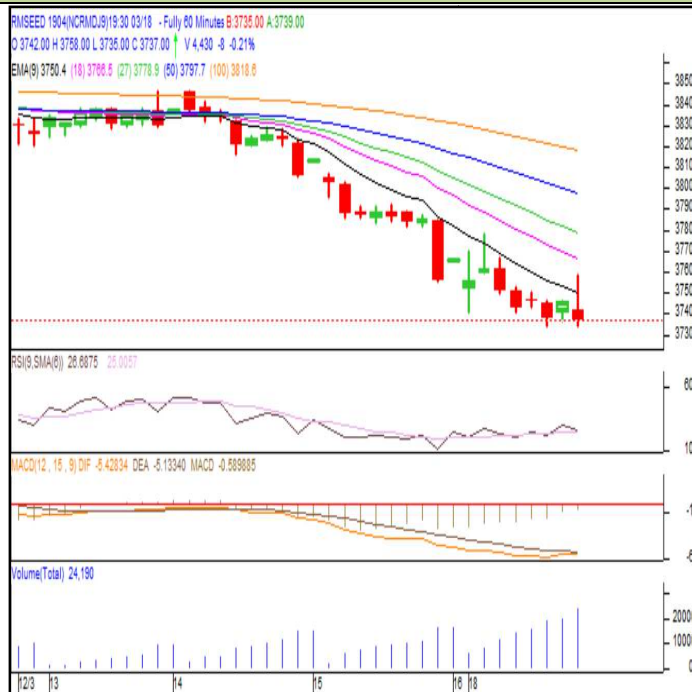 RMSEED 1904(NCRMDJ9)19:30 03/18 - Fully 60 Minutes B:3735.00 A:3739.00
O 3742.00 H 3758.00 L 3735.00 C 3737.00 V 4,430 -8 -0.21%
EMA(9) 3750.4 (18) 3766.5 (27) 3778.9 (50) 3797.7 (100) 3818.6
3850
3840
3830
3820
3810
3800
3790
3780
3770
3760
3750
3740
3730
RSI(9,SMA(6)) 26.6875 25.0057
60
10
MACD(12 , 15 , 9) DIF -5.42834 DEA -5.13340 MACD -0.589885
-1
-6
Volume(Total) 24,190
20000
10000
0
12/3 13 14 15 16 18